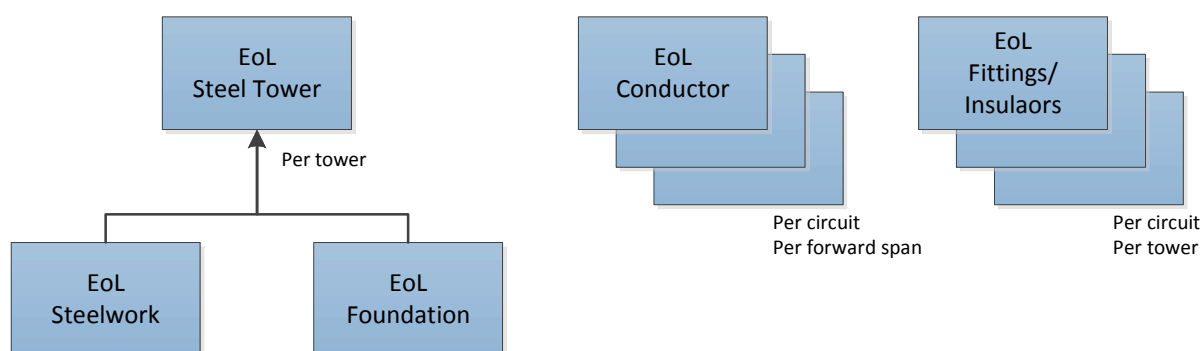 EoL
Steel Tower
Per tower
EoL
Steelwork
EoL
Foundation
EoL
Conductor
Per circuit
Per forward span
EoL
Fittings/
Insulaors
Per circuit
Per tower